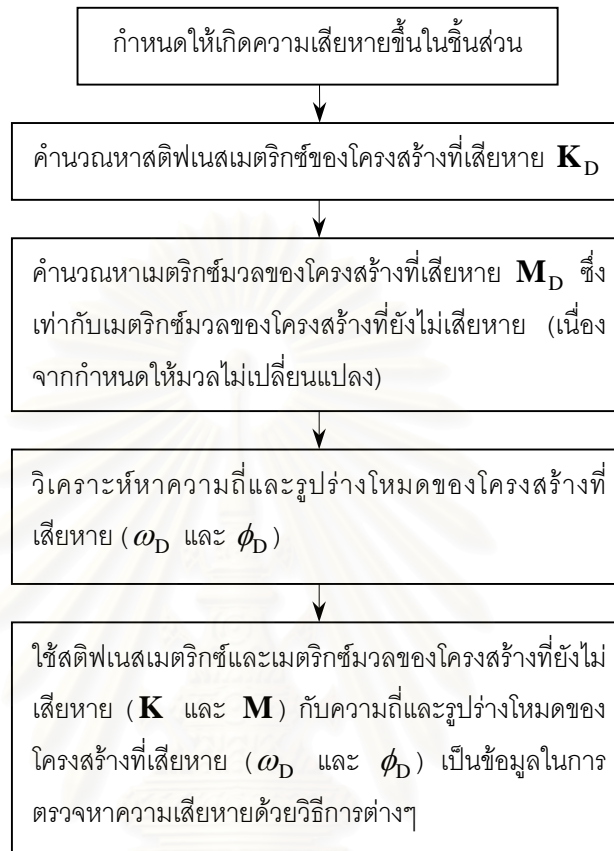 กำหนดให้เกิดความเสียหายขึ้นในชิ้นส่วน
คำนวณหาสติฟเนสเมตริกซ์ของโครงสร้างที่เสียหาย K_D
คำนวณหาเมตริกซ์มวลของโครงสร้างที่เสียหาย M_D ซึ่ง
เท่ากับเมตริกซ์มวลของโครงสร้างที่ยังไม่เสียหาย (เนื่อง
จากกำหนดให้มวลไม่เปลี่ยนแปลง)
วิเคราะห์หาความถี่และรูปร่างโหมดของโครงสร้างที่
เสียหาย (ω_D และ ϕ_D)
ใช้สติฟเนสเมตริกซ์และเมตริกซ์มวลของโครงสร้างที่ยังไม่
เสียหาย (K และ M) กับความถี่และรูปร่างโหมดของ
โครงสร้างที่เสียหาย (ω_D และ ϕ_D) เป็นข้อมูลในการ
ตรวจหาความเสียหายด้วยวิธีการต่างๆ